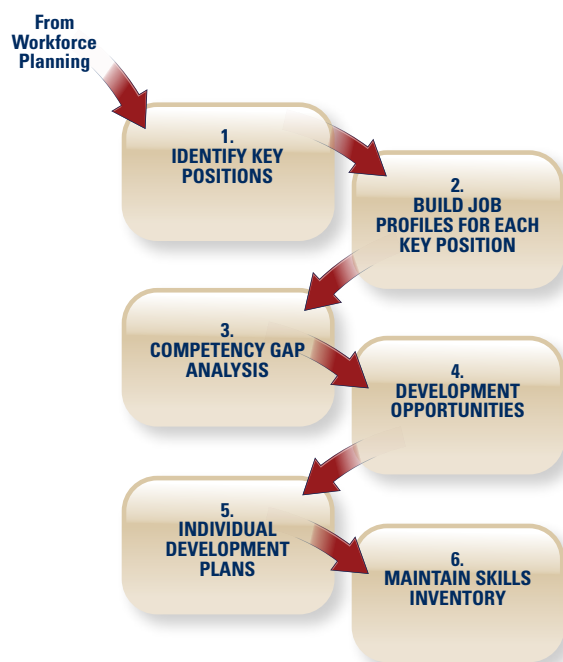 From
Workforce
Planning
1.
IDENTIFY KEY
POSITIONS
2.
BUILD JOB
PROFILES FOR EACH
KEY POSITION
3.
COMPETENCY GAP
ANALYSIS
4.
DEVELOPMENT
OPPORTUNITIES
5.
INDIVIDUAL
DEVELOPMENT
PLANS
6.
MAINTAIN SKILLS
INVENTORY